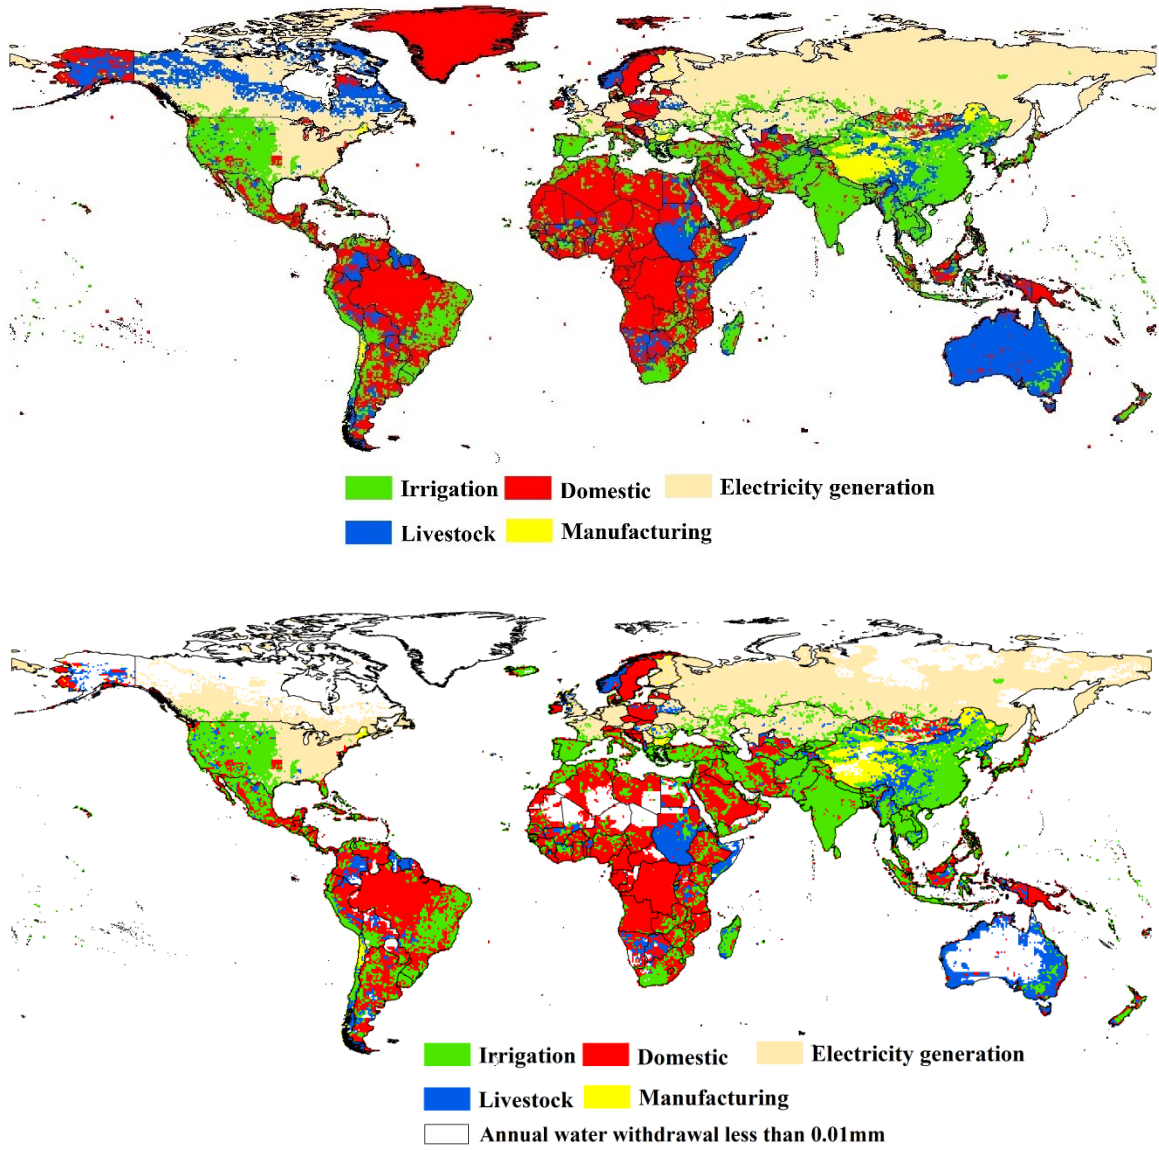 Irrigation Domestic Electricity generation
Livestock Manufacturing
Irrigation Domestic Electricity generation
Livestock Manufacturing
Annual water withdrawal less than 0.01mm